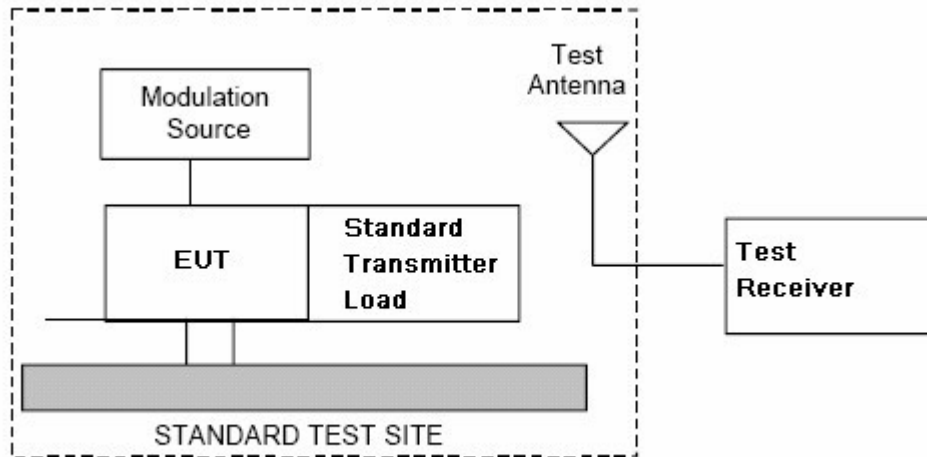 Test
Antenna
Modulation
Source
EUT
Standard
Transmitter
Load
Test
Receiver
STANDARD TEST SITE